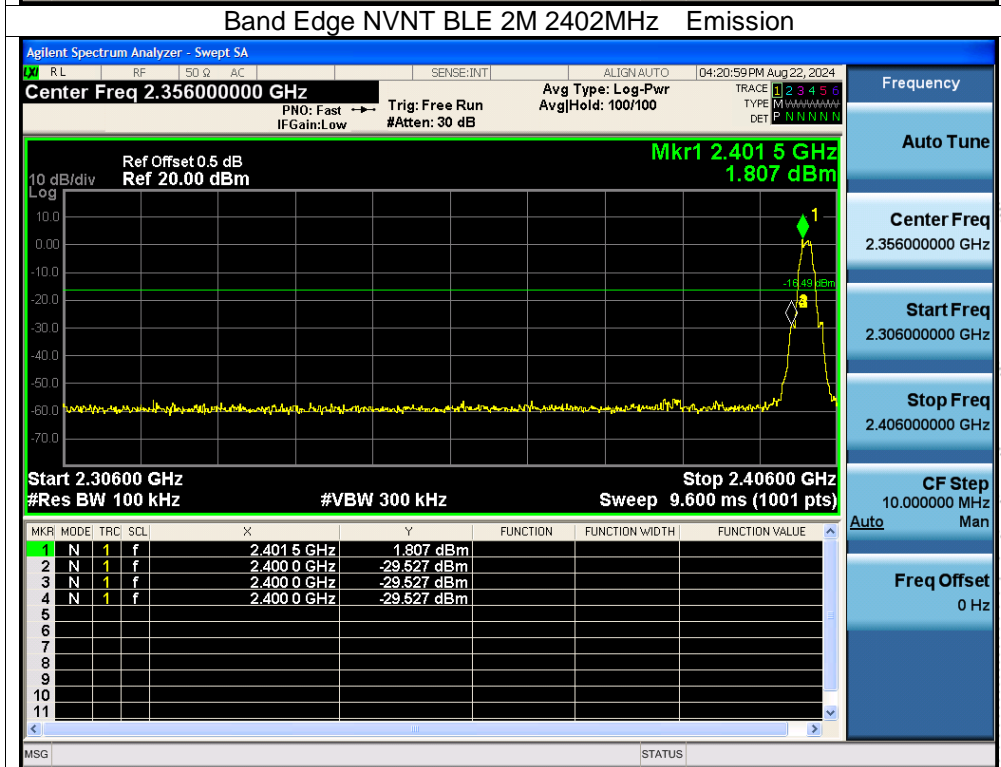 Band Edge NVNT BLE 2M 2402MHz Emission
Agilent Spectrum Analyzer - Swept SA
LXI RL RF 50 Ω AC SENSE:INT ALIGN AUTO 04:20:59 PM Aug 22, 2024
Center Freq 2.356000000 GHz
PNO: Fast
IFGain:Low
Trig: Free Run
#Atten: 30 dB
Avg Type: Log-Pwr
Avg|Hold: 100/100
TRACE 1 2 3 4 5 6
TYPE M
DET P N N N N N
Ref Offset 0.5 dB
Ref 20.00 dBm
10 dB/div
Log
Mkr1 2.401 5 GHz
1.807 dBm
10.0
0.00
-10.0
-20.0
-30.0
-40.0
-50.0
-60.0
-70.0
1
-16.49 dBm
Start 2.30600 GHz
Stop 2.40600 GHz
#Res BW 100 kHz #VBW 300 kHz Sweep 9.600 ms (1001 pts)
MKR MODE TRC SCL X Y FUNCTION FUNCTION WIDTH FUNCTION VALUE
1 N 1 f 2.401 5 GHz 1.807 dBm
2 N 1 f 2.400 0 GHz -29.527 dBm
3 N 1 f 2.400 0 GHz -29.527 dBm
4 N 1 f 2.400 0 GHz -29.527 dBm
5
6
7
8
9
10
11
MSG STATUS
Frequency
Auto Tune
Center Freq
2.356000000 GHz
Start Freq
2.306000000 GHz
Stop Freq
2.406000000 GHz
CF Step
10.000000 MHz
Auto Man
Freq Offset
0 Hz